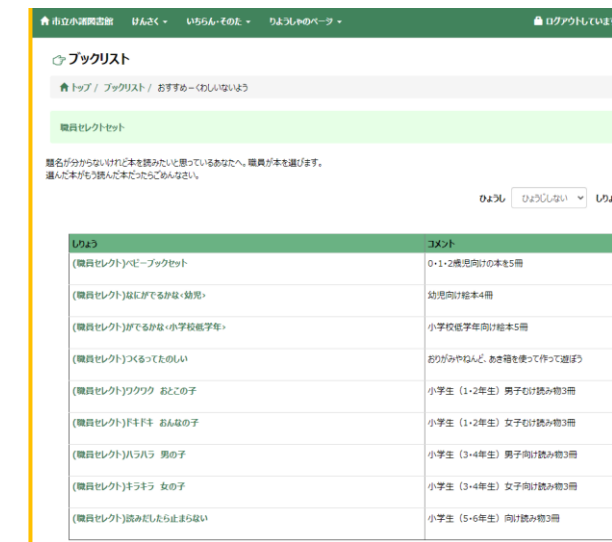 市立小諸図書館 けんさく いちらん・そのた りようしゃのページ ログアウトしていま
ブックリスト
トップ / ブックリスト / おすすめ－くわしいないよう
職員セレクトセット
題名が分からないけれど本を読みたいと思っているあなたへ。職員が本を選びます。
選んだ本がもう読んだ本だったらごめんなさい。
ひょうし ひょうじしない しりょ
しりょう コメント
(職員セレクト)ベビーブックセット 0・1・2歳児向けの本を5冊
(職員セレクト)なにがでるかな<幼児> 幼児向け絵本4冊
(職員セレクト)がでるかな<小学校低学年> 小学校低学年向け絵本5冊
(職員セレクト)つくるってたのしい おりがみやねんど、あき箱を使って作って遊ぼう
(職員セレクト)ワクワク おとこの子 小学生（1・2年生）男子むけ読み物3冊
(職員セレクト)ドキドキ おんなの子 小学生（1・2年生）女子むけ読み物3冊
(職員セレクト)ハラハラ 男の子 小学生（3・4年生）男子向け読み物3冊
(職員セレクト)キラキラ 女の子 小学生（3・4年生）女子向け読み物3冊
(職員セレクト)読みだしたら止まらない 小学生（5・6年生）向け読み物3冊